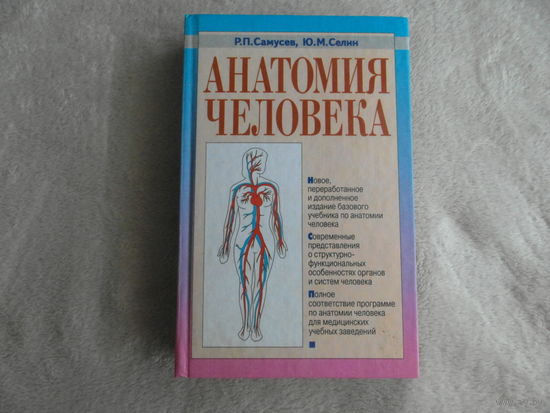 Р.П.Самусев, Ю.М.Селин
АНАТОМИЯ
ЧЕЛОВЕКА
Новое,
переработанное
и дополненное
издание базового
учебника по анатомии
человека
Современные
представления
о структурно-
функциональных
особенностях органов
и систем человека
Полное
соответствие программе
по анатомии человека
для медицинских
учебных заведений